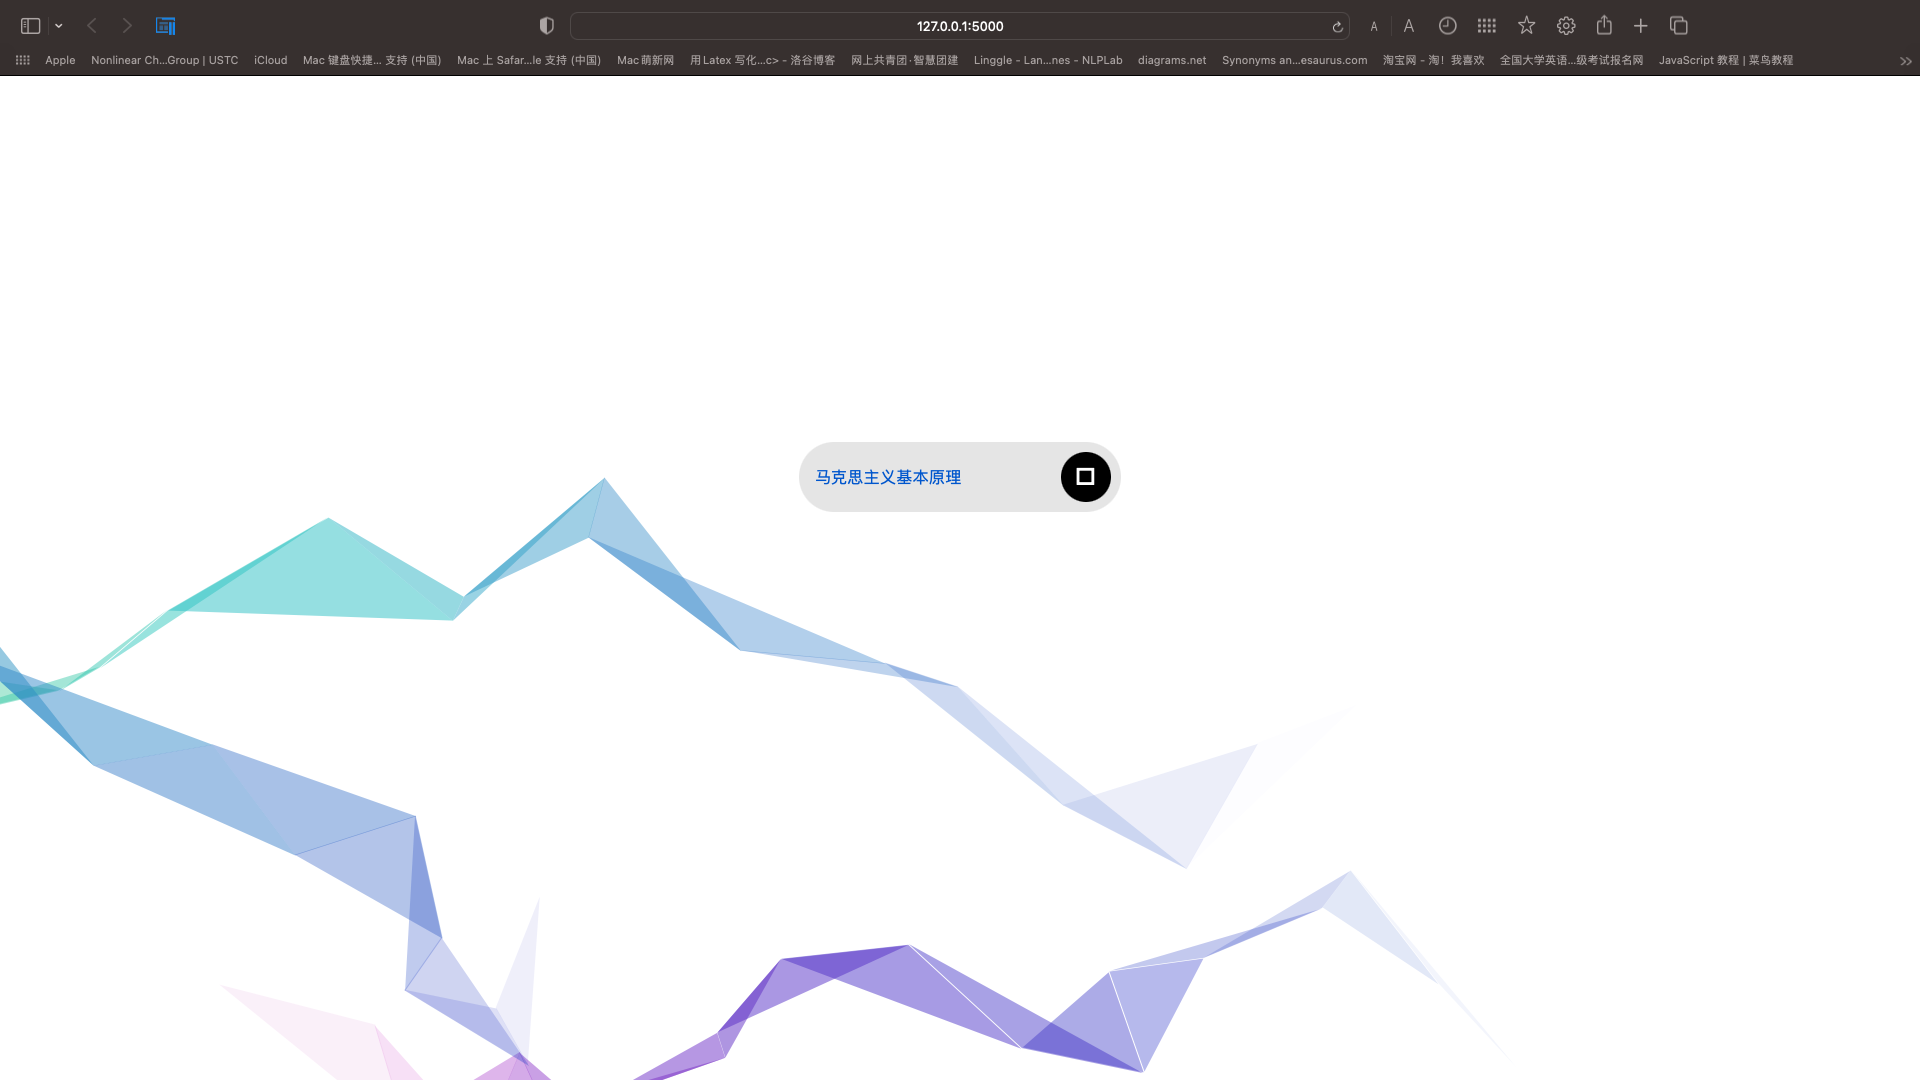 127.0.0.1:5000
A A
Apple Nonlinear Ch...Group | USTC iCloud Mac 键盘快捷... 支持 (中国) Mac 上 Safar...le 支持 (中国) Mac萌新网 用Latex 写化...c> - 洛谷博客 网上共青团·智慧团建 Linggle - Lan...nes - NLPLab diagrams.net Synonyms an...esaurus.com 淘宝网 - 淘！我喜欢 全国大学英语...级考试报名网 JavaScript 教程 | 菜鸟教程
马克思主义基本原理